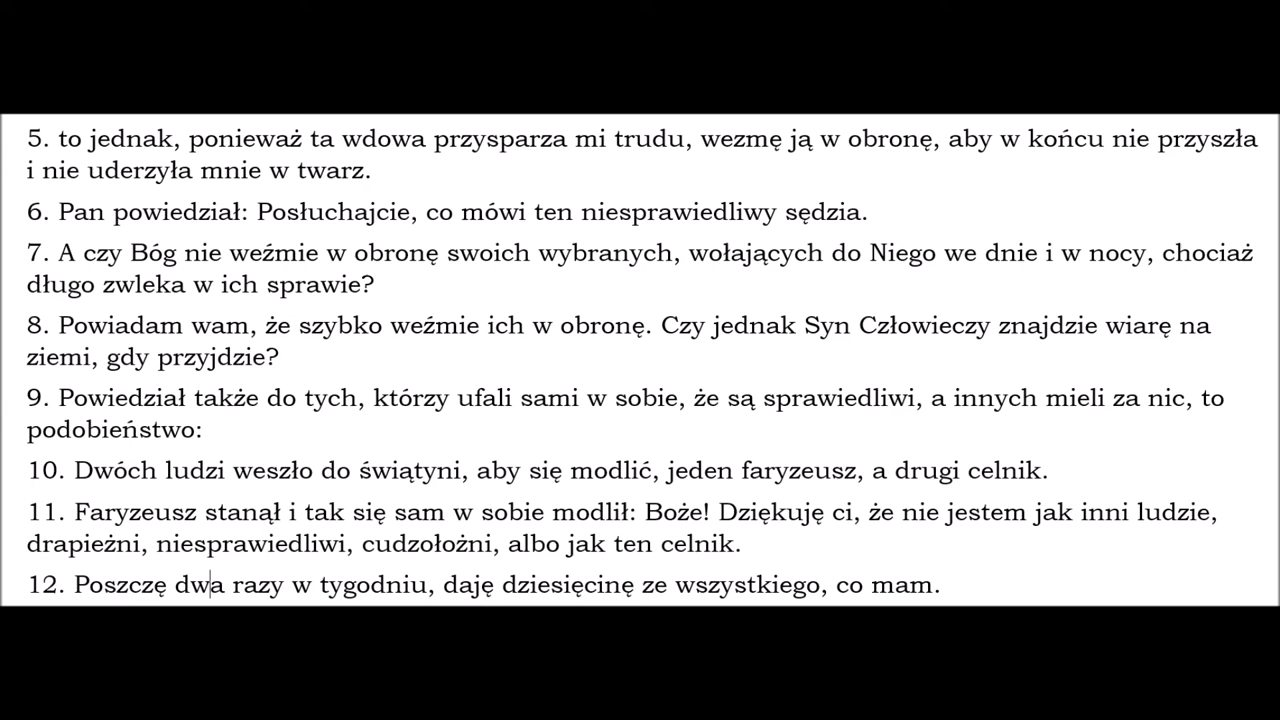 5. to jednak, ponieważ ta wdowa przysparza mi trudu, wezmę ją w obronę, aby w końcu nie przyszła
i nie uderzyła mnie w twarz.
6. Pan powiedział: Posłuchajcie, co mówi ten niesprawiedliwy sędzia.
7. A czy Bóg nie weźmie w obronę swoich wybranych, wołających do Niego we dnie i w nocy, chociaż
długo zwleka w ich sprawie?
8. Powiadam wam, że szybko weźmie ich w obronę. Czy jednak Syn Człowieczy znajdzie wiarę na
ziemi, gdy przyjdzie?
9. Powiedział także do tych, którzy ufali sami w sobie, że są sprawiedliwi, a innych mieli za nic, to
podobieństwo:
10. Dwóch ludzi weszło do świątyni, aby się modlić, jeden faryzeusz, a drugi celnik.
11. Faryzeusz stanął i tak się sam w sobie modlił: Boże! Dziękuję ci, że nie jestem jak inni ludzie,
drapieżni, niesprawiedliwi, cudzołożni, albo jak ten celnik.
12. Poszczę dwa razy w tygodniu, daję dziesięcinę ze wszystkiego, co mam.